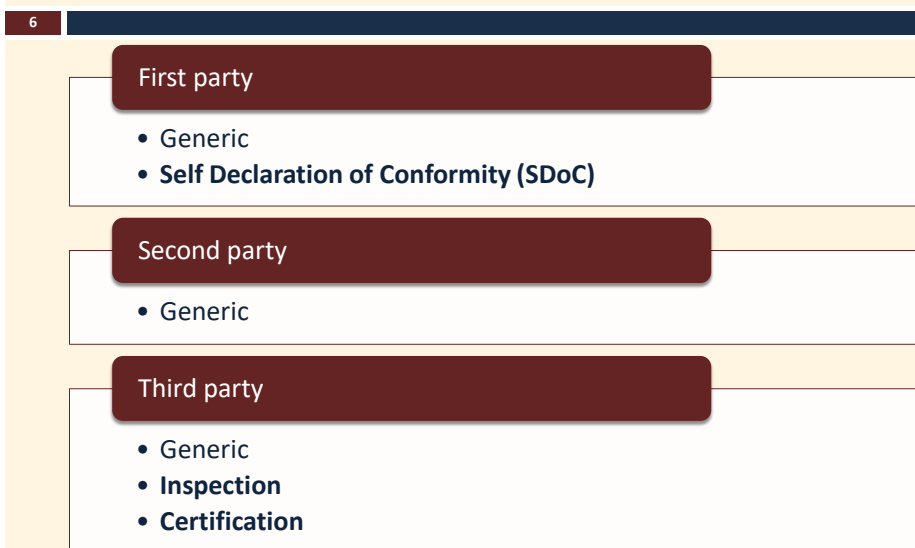 6
First party
• Generic
• Self Declaration of Conformity (SDoC)
Second party
• Generic
Third party
• Generic
• Inspection
• Certification